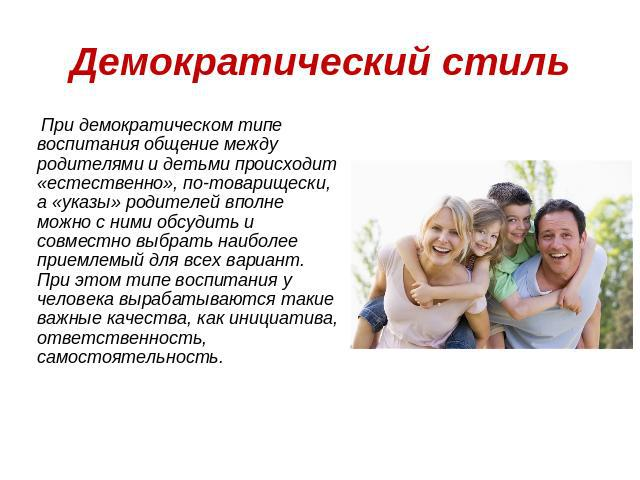 Демократический стиль
При демократическом типе
воспитания общение между
родителями и детьми происходит
«естественно», по-товарищески,
а «указы» родителей вполне
можно с ними обсудить и
совместно выбрать наиболее
приемлемый для всех вариант.
При этом типе воспитания у
человека вырабатываются такие
важные качества, как инициатива,
ответственность,
самостоятельность.